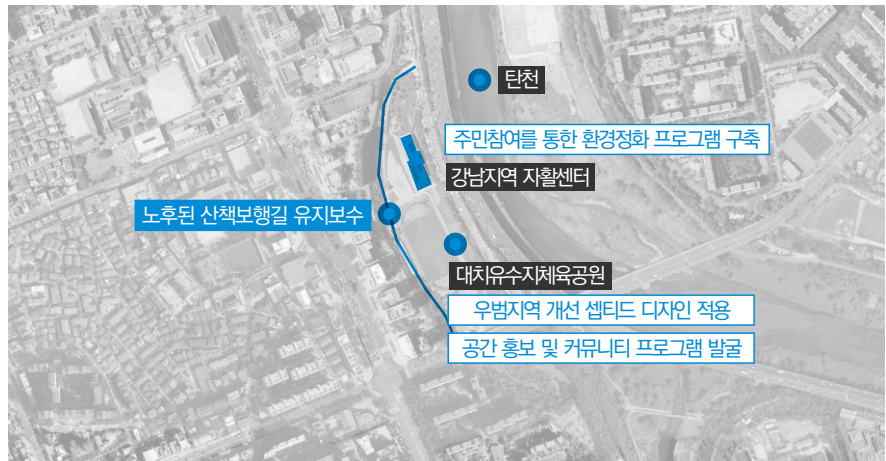 탄천
주민참여를 통한 환경정화 프로그램 구축
강남지역 자활센터
노후된 산책보행길 유지보수
대치유수지체육공원
우범지역 개선 셉티드 디자인 적용
공간 홍보 및 커뮤니티 프로그램 발굴